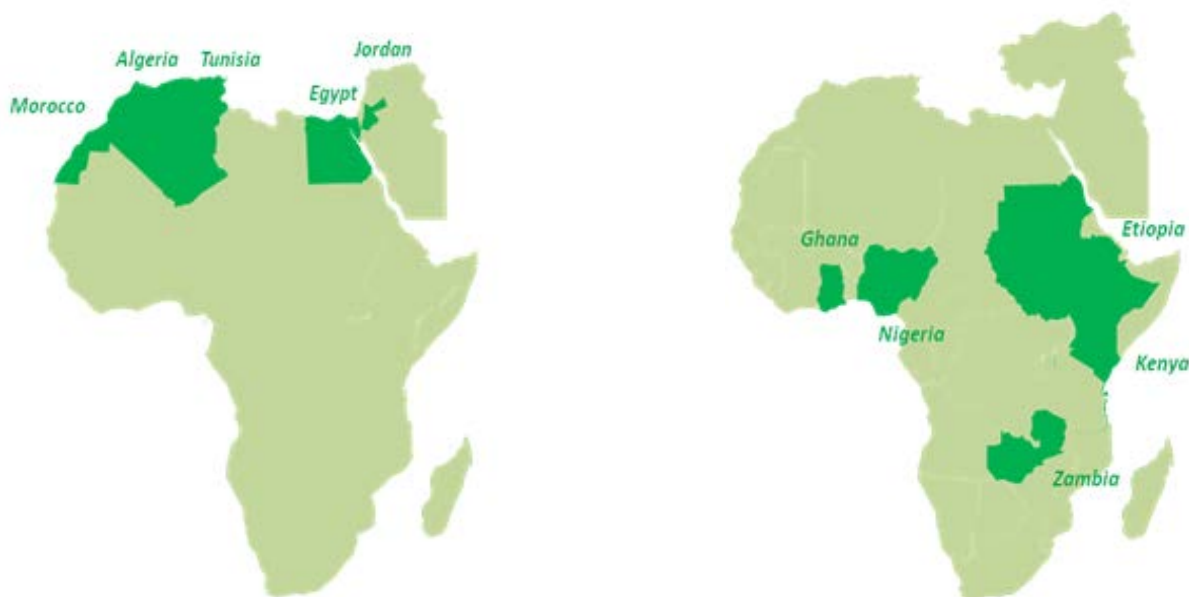 Jordan
Algeria Tunisia
Egypt
Morocco
Etiopia
Ghana
Nigeria
Kenya
Zambia